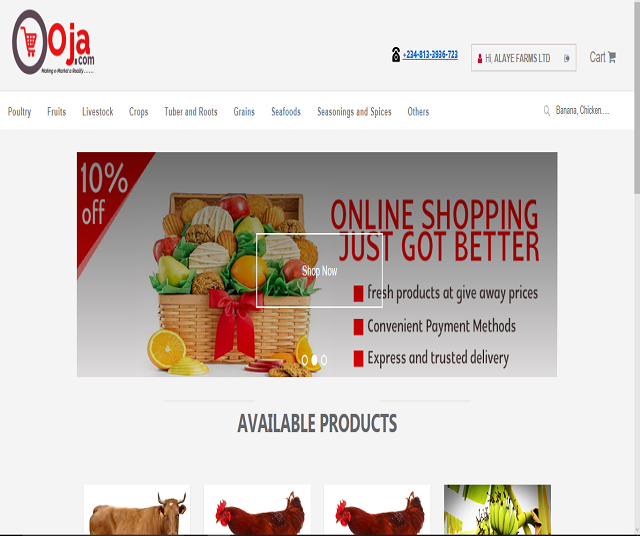 Oja
.com
Making e-Market a Reality......
+234-813-3936-723
Hi, ALAYE FARMS LTD
Cart
Poultry Fruits Livestock Crops Tuber and Roots Grains Seafoods Seasonings and Spices Others
Banana, Chicken....
10%
off
ONLINE SHOPPING
JUST GOT BETTER
Shop Now
fresh products at give away prices
Convenient Payment Methods
Express and trusted delivery
AVAILABLE PRODUCTS